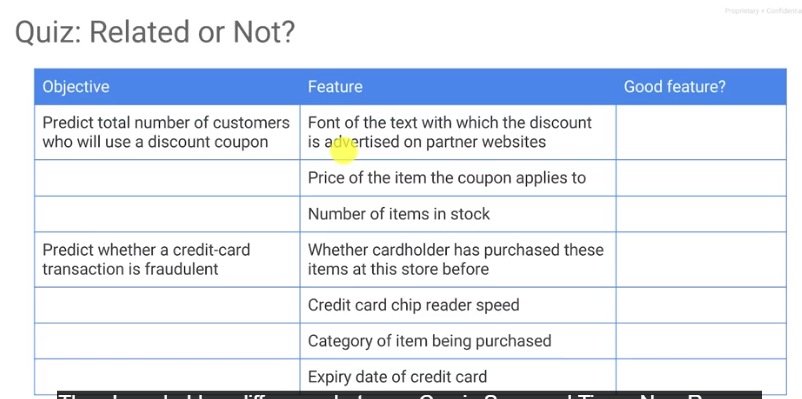 Proprietary + Confidential
Quiz: Related or Not?
Objective
Feature
Good feature?
Predict total number of customers
who will use a discount coupon
Font of the text with which the discount
is advertised on partner websites
Price of the item the coupon applies to
Number of items in stock
Predict whether a credit-card
transaction is fraudulent
Whether cardholder has purchased these
items at this store before
Credit card chip reader speed
Category of item being purchased
Expiry date of credit card